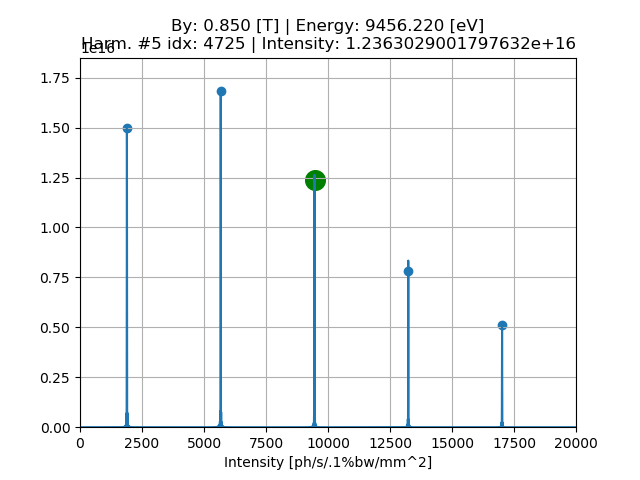 By: 0.850 [T] | Energy: 9456.220 [eV]
Harm. #5 idx: 4725 | Intensity: 1.2363029001797632e+16
1e16
1.75
1.50
1.25
1.00
0.75
0.50
0.25
0.00
0 2500 5000 7500 10000 12500 15000 17500 20000
Intensity [ph/s/.1%bw/mm^2]